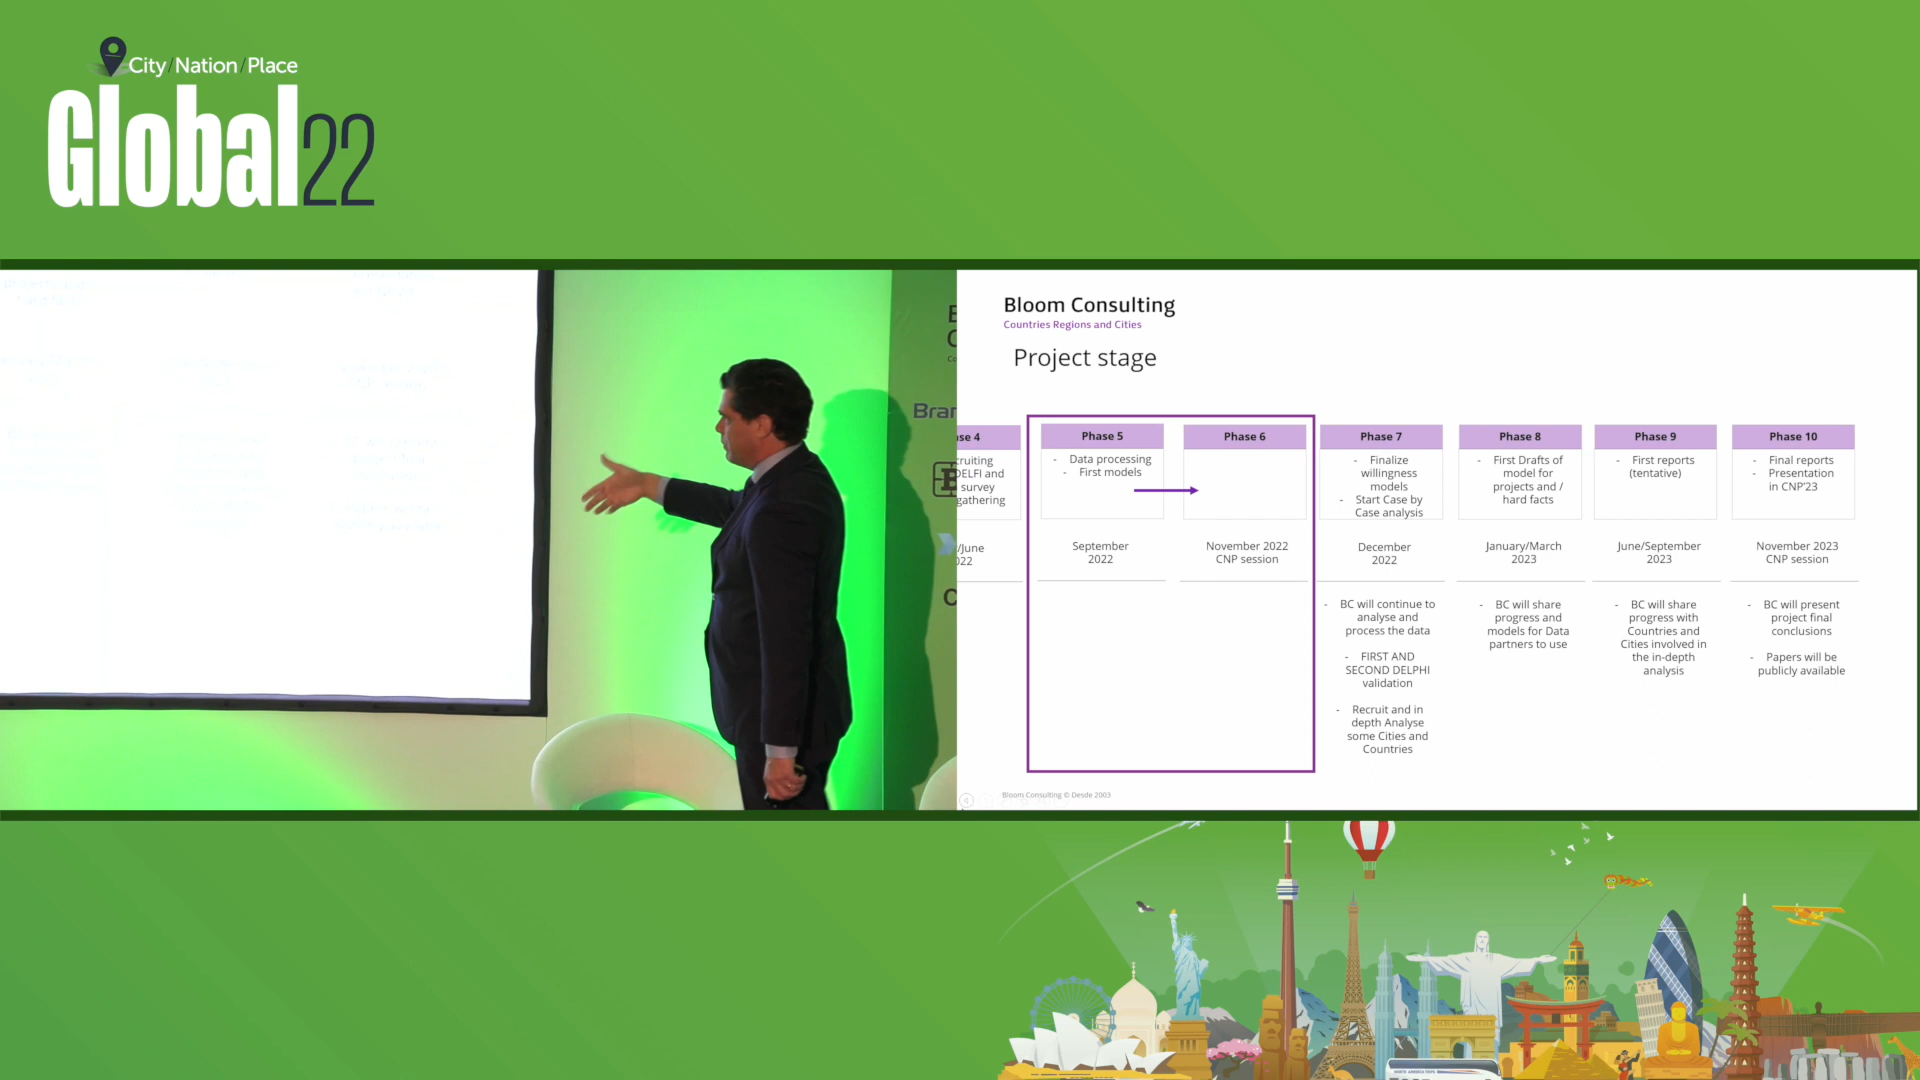 City/Nation/Place
Global22
Bran
Bloom Consulting
Countries Regions and Cities
Project stage
se 4
cruiting
DELFI and
survey
gathering
/June
022
Phase 5
- Data processing
- First models
September
2022
Phase 6
November 2022
CNP session
Phase 7
- Finalize
willingness
models
- Start Case by
Case analysis
December
2022
- BC will continue to
analyse and
process the data
- FIRST AND
SECOND DELPHI
validation
- Recruit and in
depth Analyse
some Cities and
Countries
Phase 8
- First Drafts of
model for
projects and /
hard facts
January/March
2023
- BC will share
progress and
models for Data
partners to use
Phase 9
- First reports
(tentative)
June/September
2023
- BC will share
progress with
Countries and
Cities involved in
the in-depth
analysis
Phase 10
- Final reports
- Presentation
in CNP'23
November 2023
CNP session
- BC will present
project final
conclusions
- Papers will be
publicly available
Bloom Consulting © Desde 2003